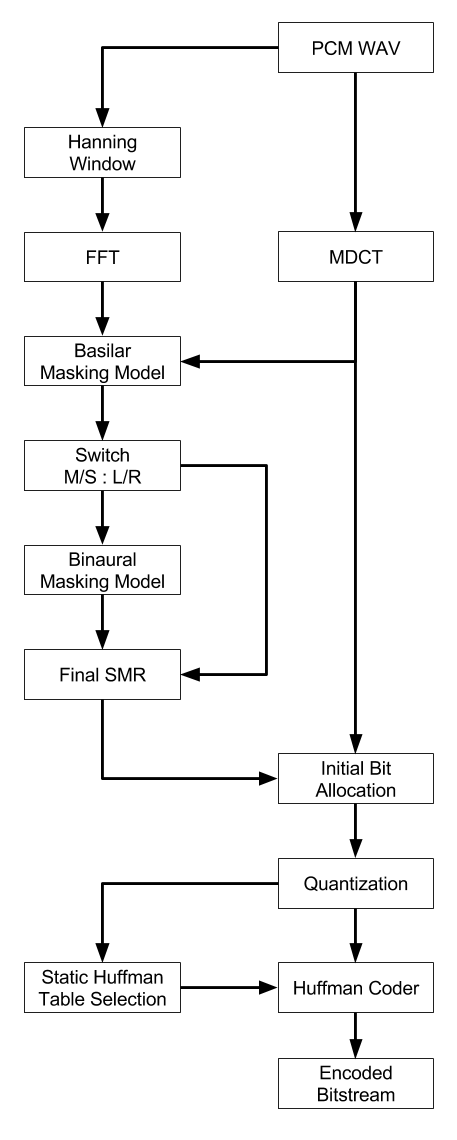 PCM WAV
Hanning
Window
FFT
MDCT
Basilar
Masking Model
Switch
M/S : L/R
Binaural
Masking Model
Final SMR
Initial Bit
Allocation
Quantization
Static Huffman
Table Selection
Huffman Coder
Encoded
Bitstream